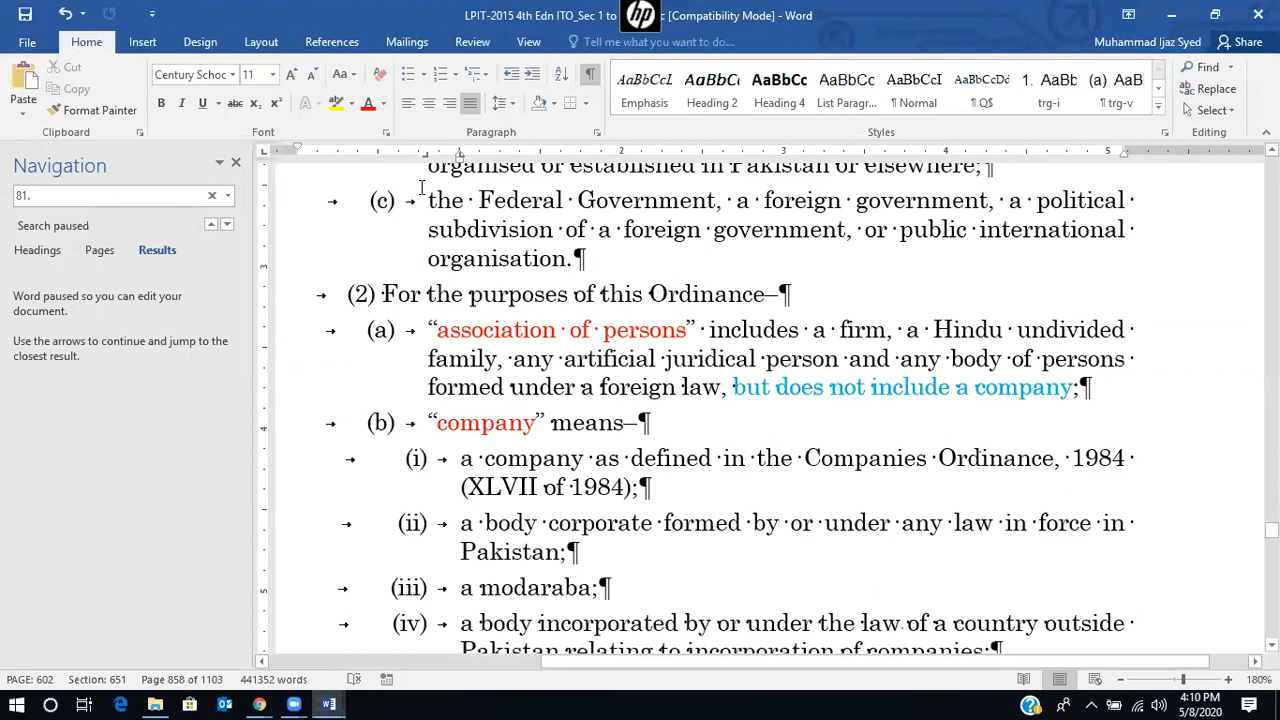 LPIT-2015 4th Edn ITO_Sec 1 to
c [Compatibility Mode] - Word
hp
File
Home
Insert
Design
Layout
References
Mailings
Review
View
Tell me what you want to do...
Muhammad Ijaz Syed
Share
Paste
Cut
Copy
Format Painter
Clipboard
Century Schoc
11
Font
Paragraph
AaBbCcL
Emphasis
AaBbC(
Heading 2
AaBbCc
Heading...
AaBbCcI
List Paragr...
AaBbCcI
¶ Normal
AaBbCcDd
¶ Q$
1. AaBb
trg-i
(a) AaB
¶ trg-v
Styles
Find
Replace
Select
Editing
Navigation
81.
Search paused
Headings
Pages
Results
Word paused so you can edit your
document.
Use the arrows to continue and jump to the
closest result.
organised or established in Pakistan or elsewhere;¶
(c) the Federal Government, a foreign government, a political
subdivision of a foreign government, or public international
organisation.¶
(2) For the purposes of this Ordinance–¶
(a) “association of persons” includes a firm, a Hindu undivided
family, any artificial juridical person and any body of persons
formed under a foreign law, but does not include a company;¶
(b) “company” means–¶
(i) a company as defined in the Companies Ordinance, 1984
(XLVII of 1984);¶
(ii) a body corporate formed by or under any law in force in
Pakistan;¶
(iii) a modaraba;¶
(iv) a body incorporated by or under the law of a country outside
Pakistan relating to incorporation of companies;¶
PAGE: 602
Section: 651
Page 858 of 1103
441352 words
180%
4:10 PM
5/8/2020